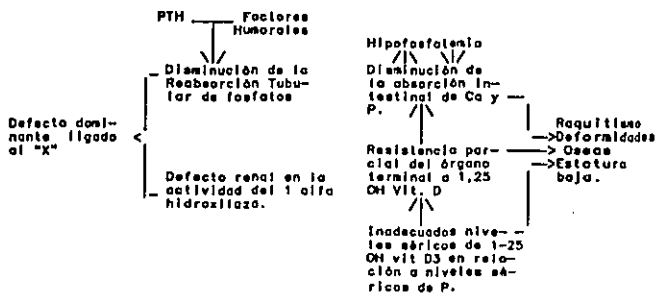 PTH Factores
Humorales
Disminución de la
Reabsorción Tubu-
lar de fosfatos
Defecto domi-
nante ligado <
al "X"
Defecto renal en la
actividad del 1 alfa
hidroxilaza.
Hipofosfatemia
Disminución de
la absorción in-
testinal de Ca y
P.
Resistencia par-
cial del órgano
terminal a 1,25
OH Vit. D
Inadecuados nive-
les séricos de 1-25
OH vit D3 en rela-
ción a niveles sé-
ricos de P.
Raquitismo
>Deformidades
> Oseas
>Estatura
baja.